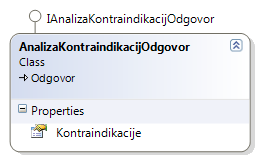 IAnalizaKontraindikacijOdgovor
AnalizaKontraindikacijOdgovor
Class
Odgovor
Properties
Kontraindikacije